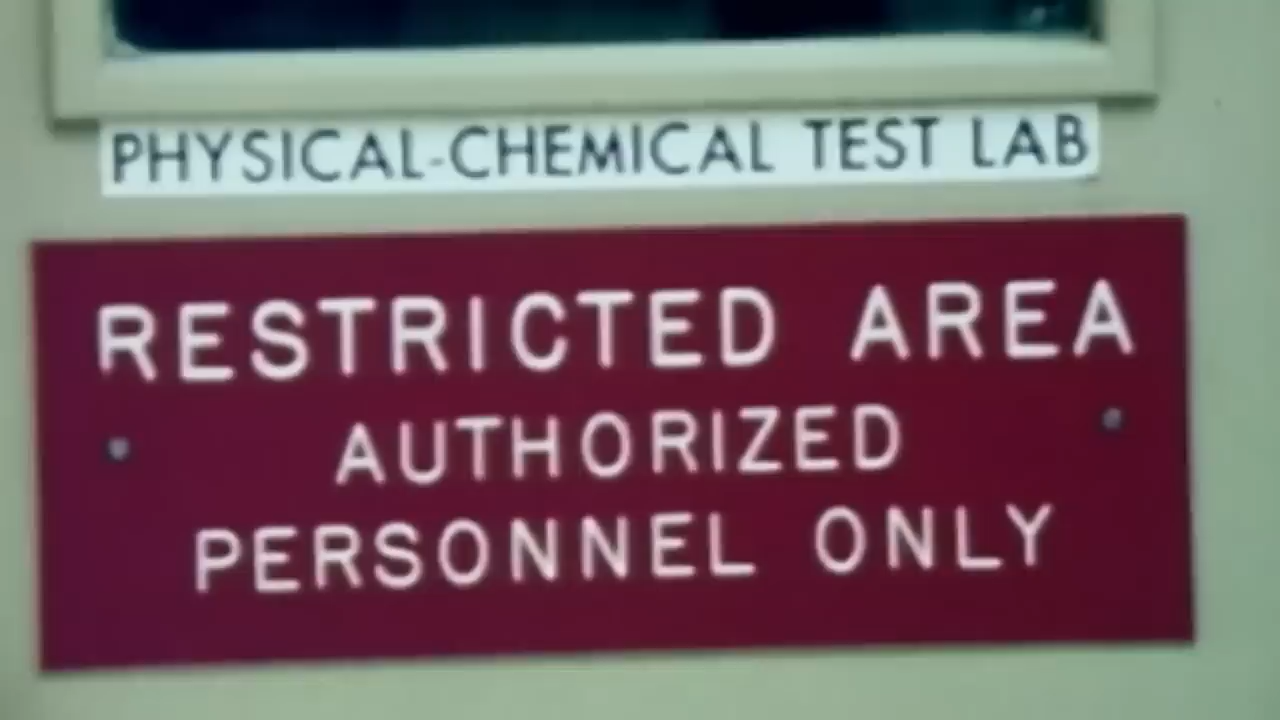 PHYSICAL-CHEMICAL TEST LAB
RESTRICTED AREA
AUTHORIZED
PERSONNEL ONLY